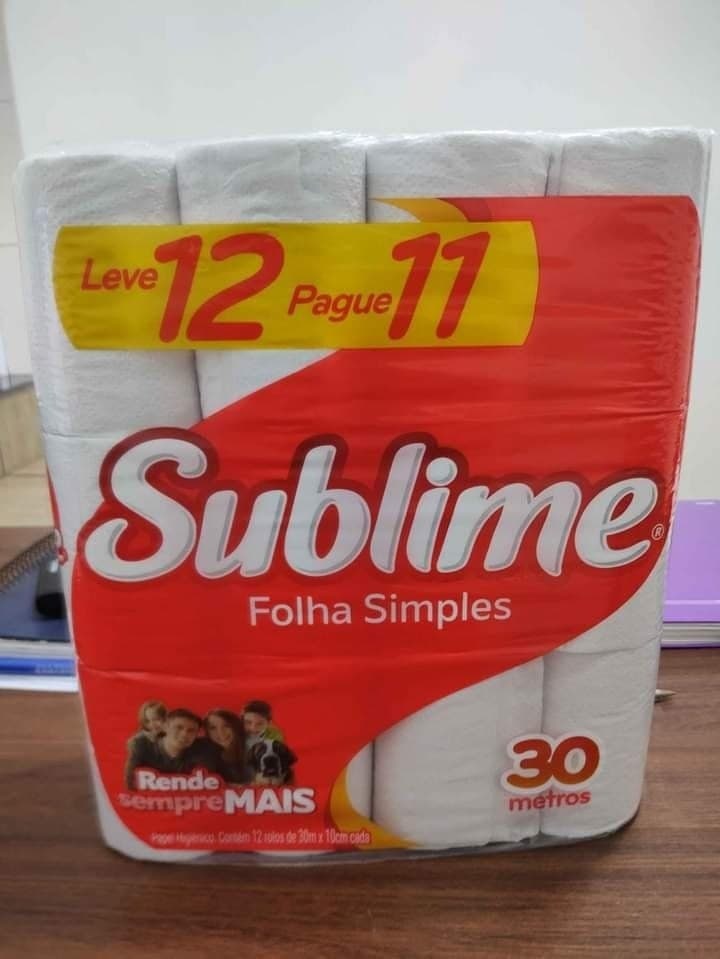 Leve 12 Pague 11
Sublime®
Folha Simples
Rende
sempre MAIS
30
metros
Papel Higiênico. Contém 12 rolos de 30m x 10cm cada